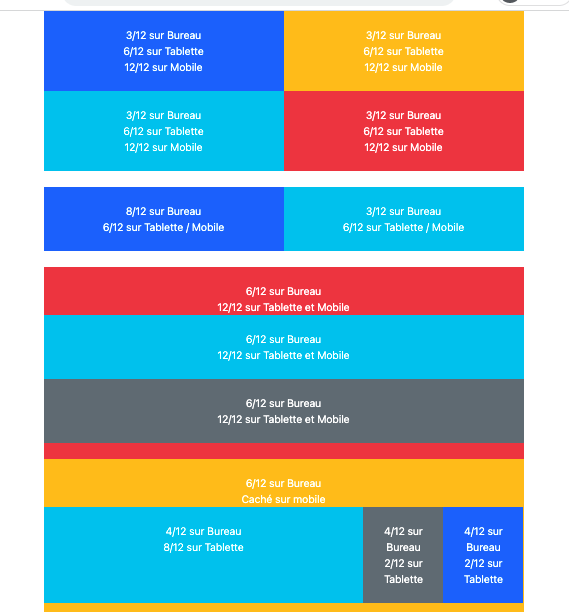 3/12 sur Bureau
6/12 sur Tablette
12/12 sur Mobile
3/12 sur Bureau
6/12 sur Tablette
12/12 sur Mobile
3/12 sur Bureau
6/12 sur Tablette
12/12 sur Mobile
3/12 sur Bureau
6/12 sur Tablette
12/12 sur Mobile
8/12 sur Bureau
6/12 sur Tablette / Mobile
3/12 sur Bureau
6/12 sur Tablette / Mobile
6/12 sur Bureau
12/12 sur Tablette et Mobile
6/12 sur Bureau
12/12 sur Tablette et Mobile
6/12 sur Bureau
12/12 sur Tablette et Mobile
6/12 sur Bureau
Caché sur mobile
4/12 sur Bureau
8/12 sur Tablette
4/12 sur
Bureau
2/12 sur
Tablette
4/12 sur
Bureau
2/12 sur
Tablette